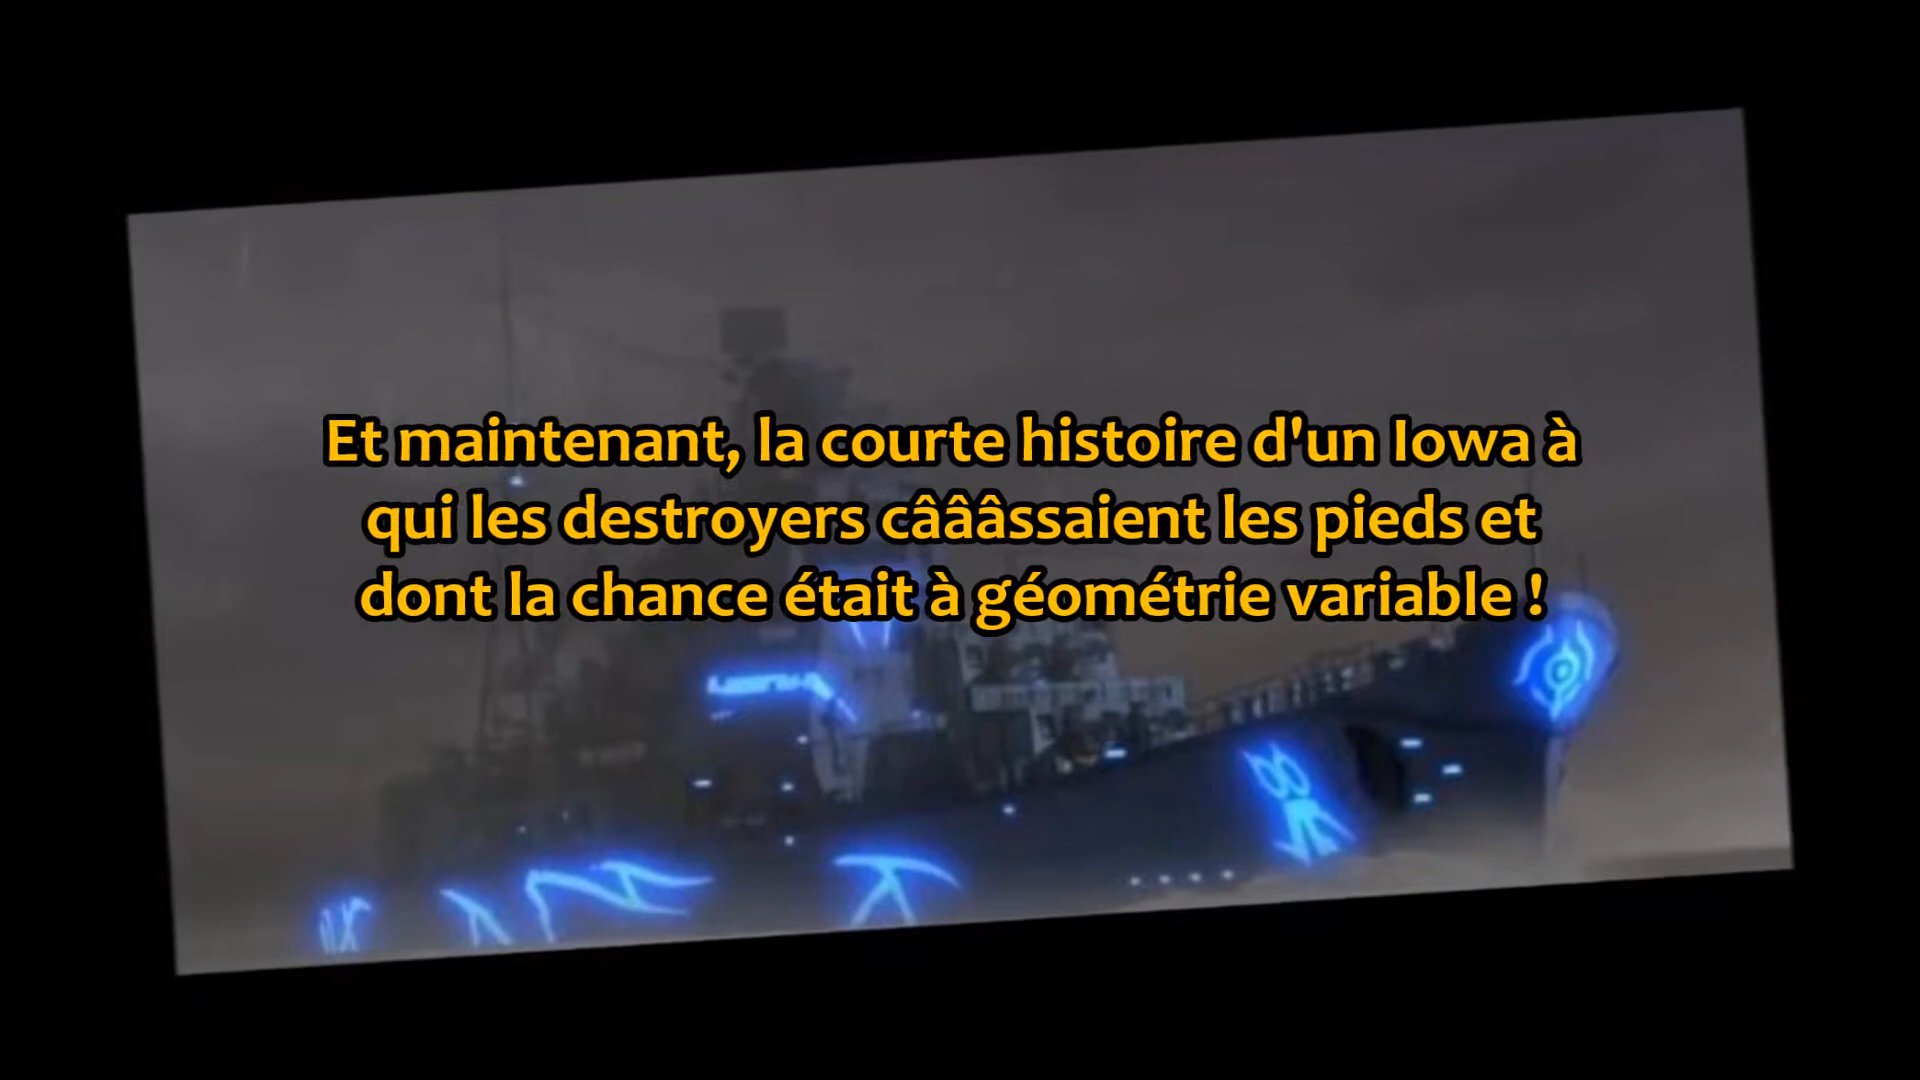 Et maintenant, la courte histoire d'un Iowa à
qui les destroyers câââssaient les pieds et
dont la chance était à géométrie variable !